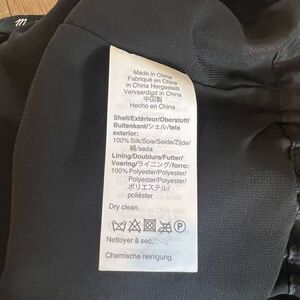 Made in China
Fabriqué en Chine
In China Hergestellt
Vervaardigd in China
中国製
Hecho en China
Shell/Extérieur/Oberstoff/
Buitenkant/シェル/tela
exterior:
100% Silk/Soie/Seide/Zijde/
絹/seda
Lining/Doublure/Futter/
Voering/ライニング/forro:
100% Polyester/Polyester/
Polyester/Polyester/
ポリエステル/
poliéster
Dry clean.
Nettoyer à sec.
Chemische reinigung.